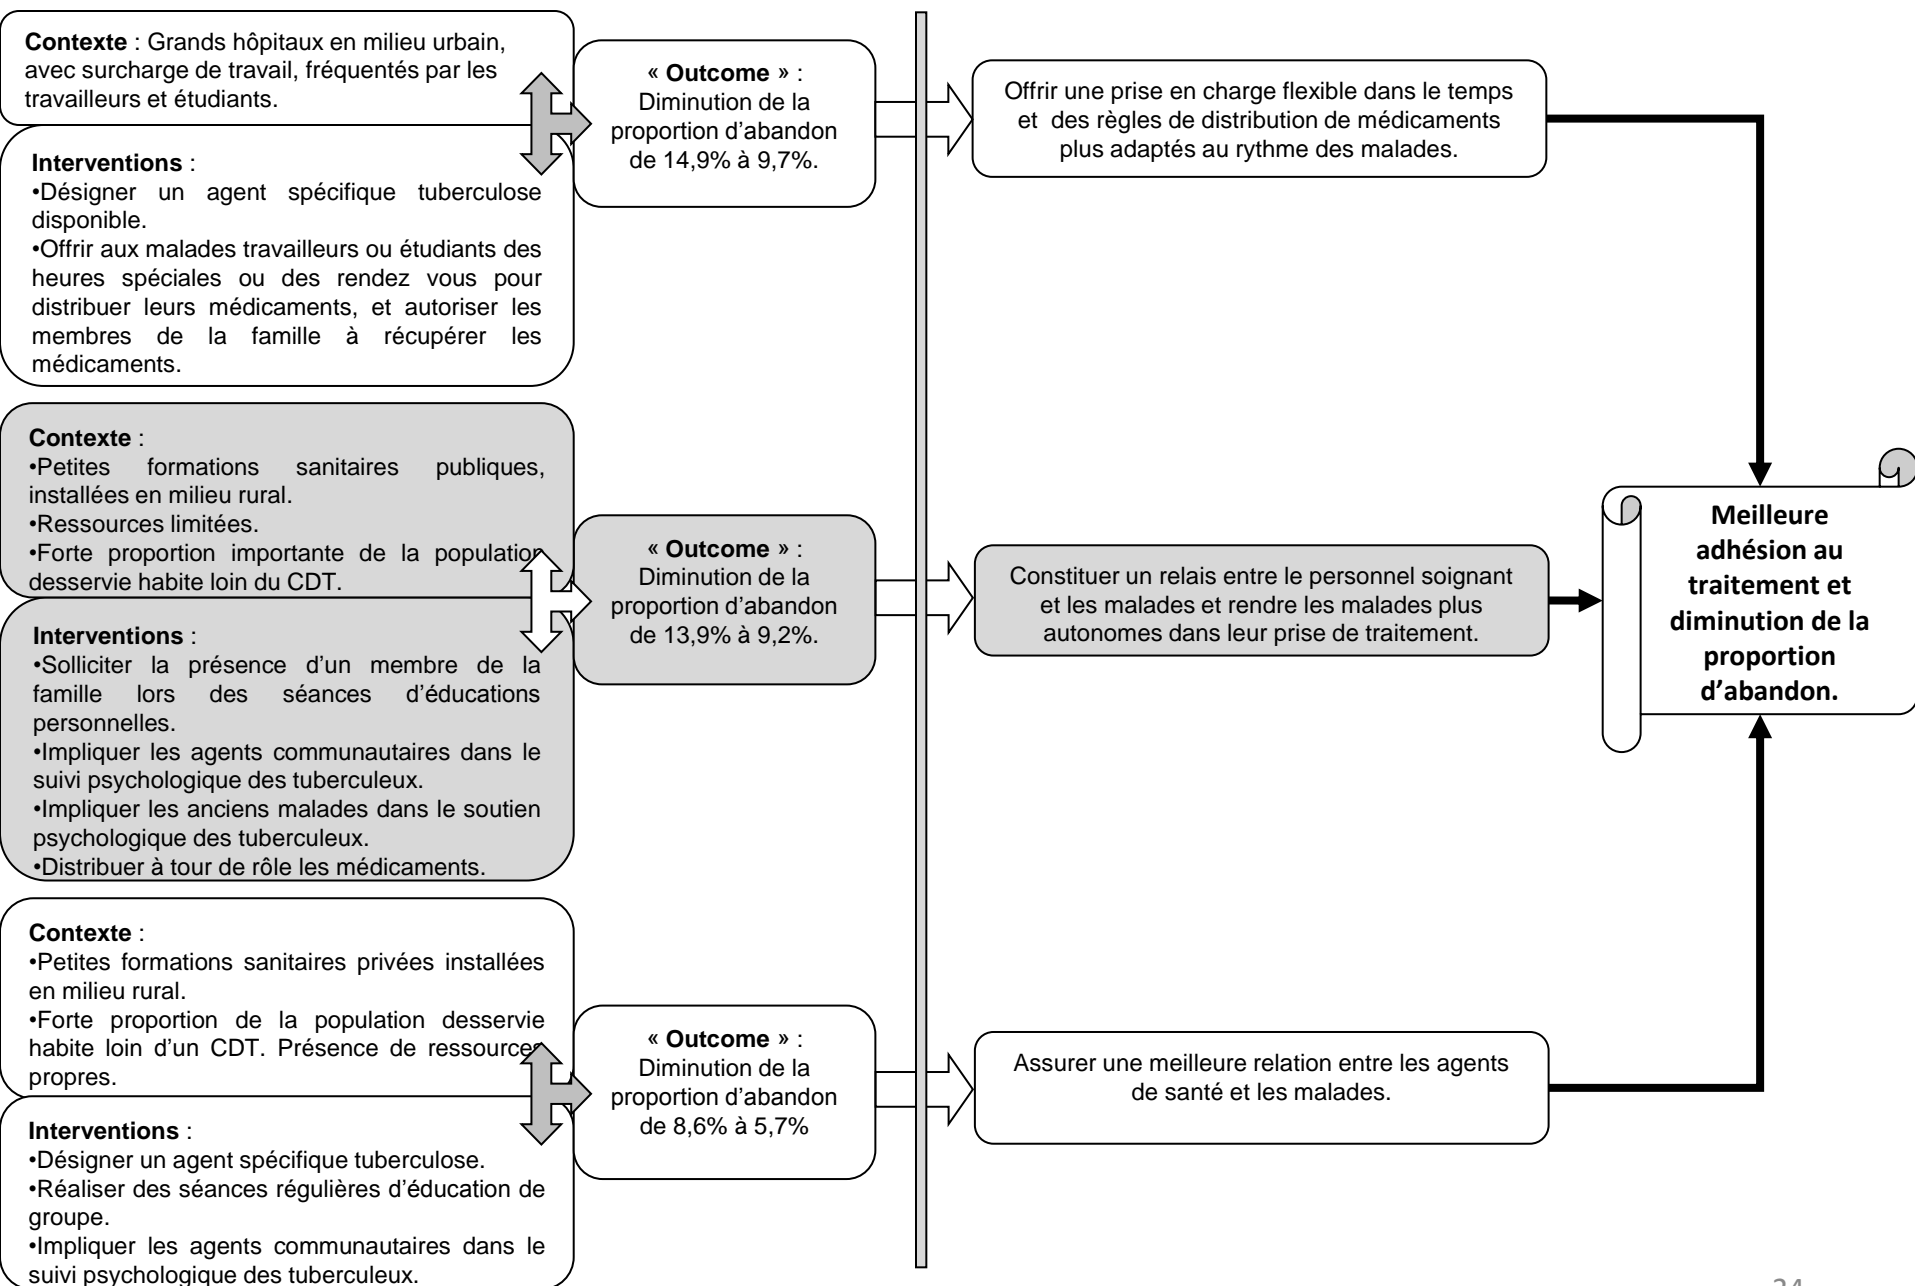 Contexte : Grands hôpitaux en milieu urbain,
avec surcharge de travail, fréquentés par les
travailleurs et étudiants.
Interventions :
•Désigner un agent spécifique tuberculose
disponible.
•Offrir aux malades travailleurs ou étudiants des
heures spéciales ou des rendez vous pour
distribuer leurs médicaments, et autoriser les
membres de la famille à récupérer les
médicaments.
« Outcome » :
Diminution de la
proportion d'abandon
de 14,9% à 9,7%.
Offrir une prise en charge flexible dans le temps
et des règles de distribution de médicaments
plus adaptés au rythme des malades.
Contexte :
•Petites formations sanitaires publiques,
installées en milieu rural.
•Ressources limitées.
•Forte proportion importante de la population
desservie habite loin du CDT.
Interventions :
•Solliciter la présence d'un membre de la
famille lors des séances d'éducations
personnelles.
•Impliquer les agents communautaires dans le
suivi psychologique des tuberculeux.
•Impliquer les anciens malades dans le soutien
psychologique des tuberculeux.
•Distribuer à tour de rôle les médicaments.
« Outcome » :
Diminution de la
proportion d'abandon
de 13,9% à 9,2%.
Constituer un relais entre le personnel soignant
et les malades et rendre les malades plus
autonomes dans leur prise de traitement.
Meilleure
adhésion au
traitement et
diminution de la
proportion
d'abandon.
Contexte :
•Petites formations sanitaires privées installées
en milieu rural.
•Forte proportion de la population desservie
habite loin d'un CDT. Présence de ressources
propres.
Interventions :
•Désigner un agent spécifique tuberculose.
•Réaliser des séances régulières d'éducation de
groupe.
•Impliquer les agents communautaires dans le
suivi psychologique des tuberculeux.
« Outcome » :
Diminution de la
proportion d'abandon
de 8,6% à 5,7%
Assurer une meilleure relation entre les agents
de santé et les malades.